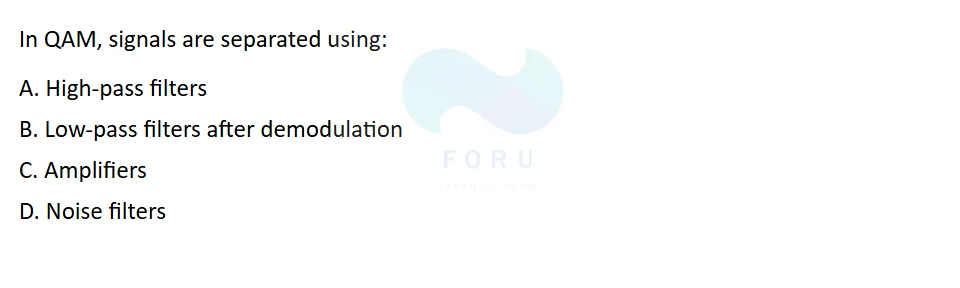 In QAM, signals are separated using:
A. High-pass filters
B. Low-pass filters after demodulation
C. Amplifiers
D. Noise filters
FORU